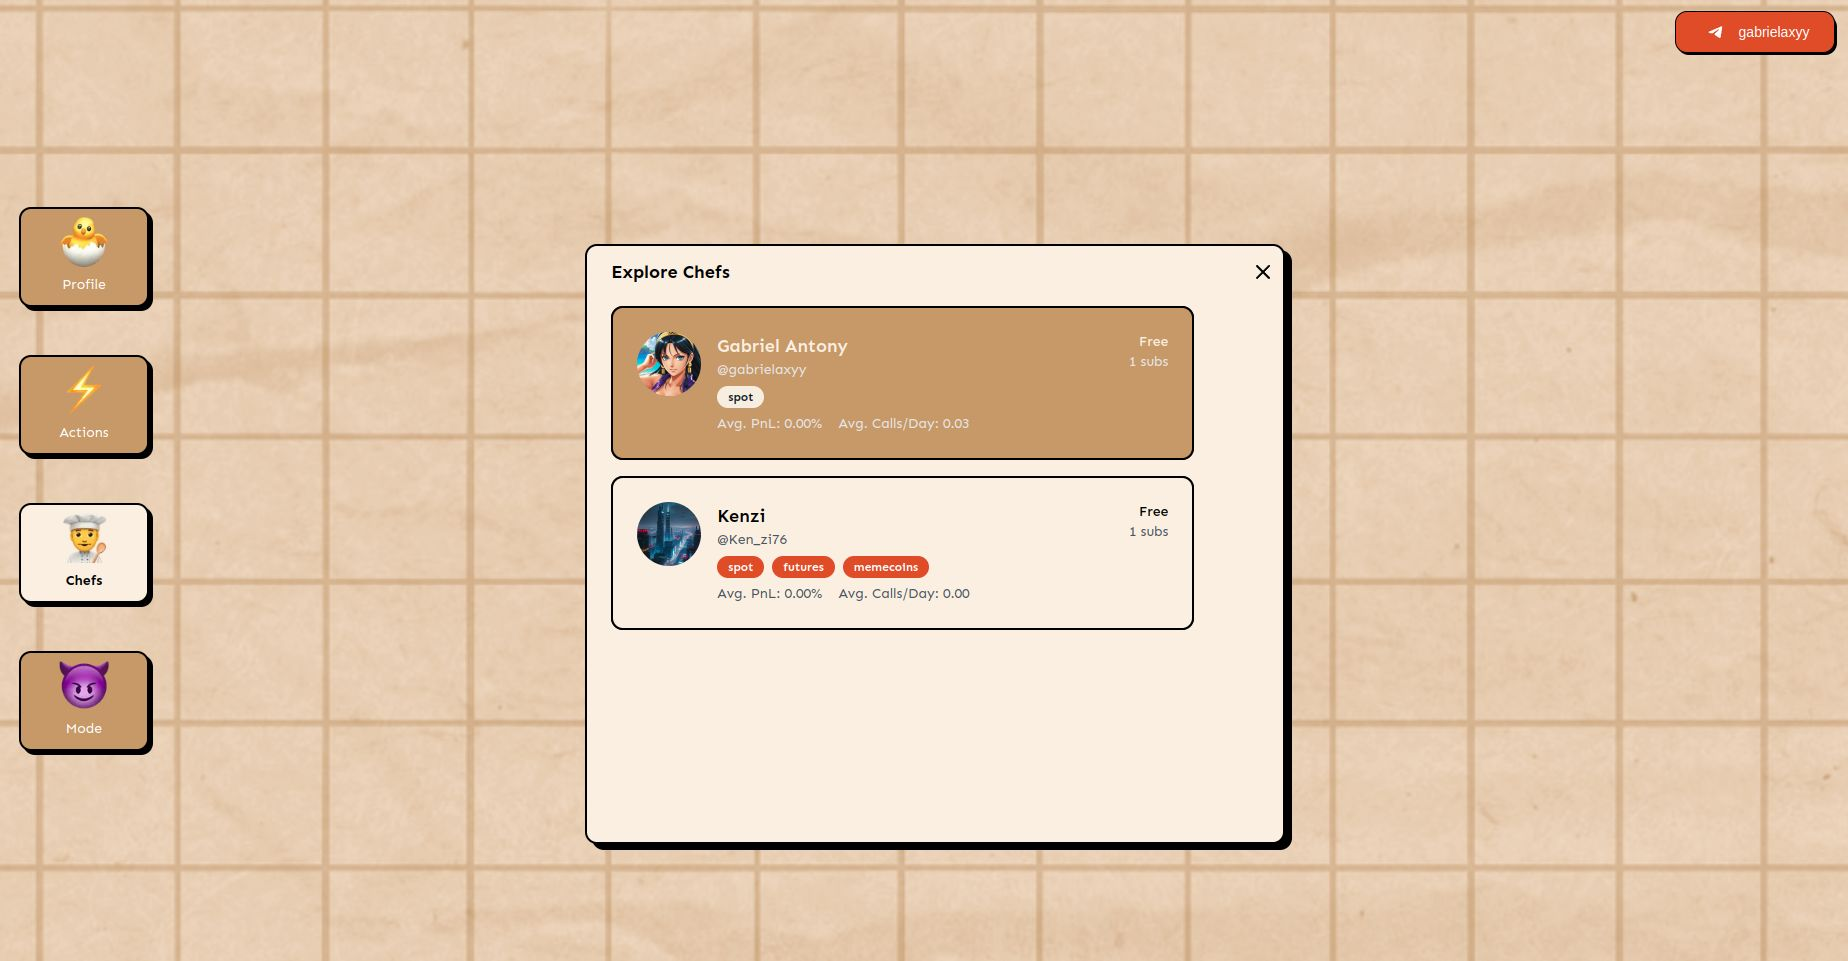 gabrielaxyy
Profile
Actions
Chefs
Mode
Explore Chefs
Gabriel Antony
@gabrielaxyy
spot
Avg. PnL: 0.00% Avg. Calls/Day: 0.03
Free
1 subs
Kenzi
@Ken_zi76
spot futures memecoins
Avg. PnL: 0.00% Avg. Calls/Day: 0.00
Free
1 subs